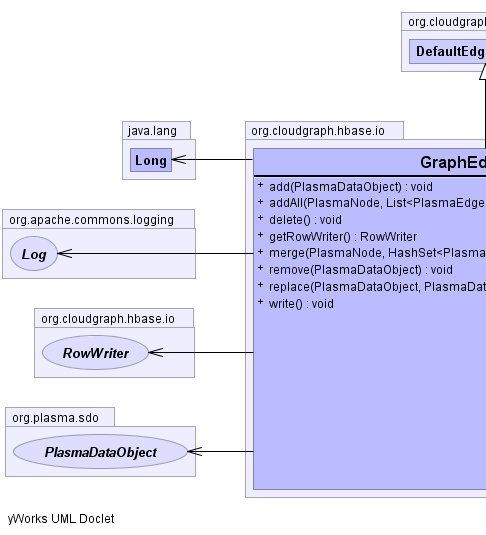 org.cloudgraph
DefaultEdg
java.lang
Long
org.cloudgraph.hbase.io
GraphEd
+ add(PlasmaDataObject) : void
+ addAll(PlasmaNode, List<PlasmaEdge
+ delete() : void
+ getRowWriter() : RowWriter
+ merge(PlasmaNode, HashSet<Plasma
+ remove(PlasmaDataObject) : void
+ replace(PlasmaDataObject, PlasmaDat
+ write() : void
org.apache.commons.logging
Log
org.cloudgraph.hbase.io
RowWriter
org.plasma.sdo
PlasmaDataObject
yWorks UML Doclet